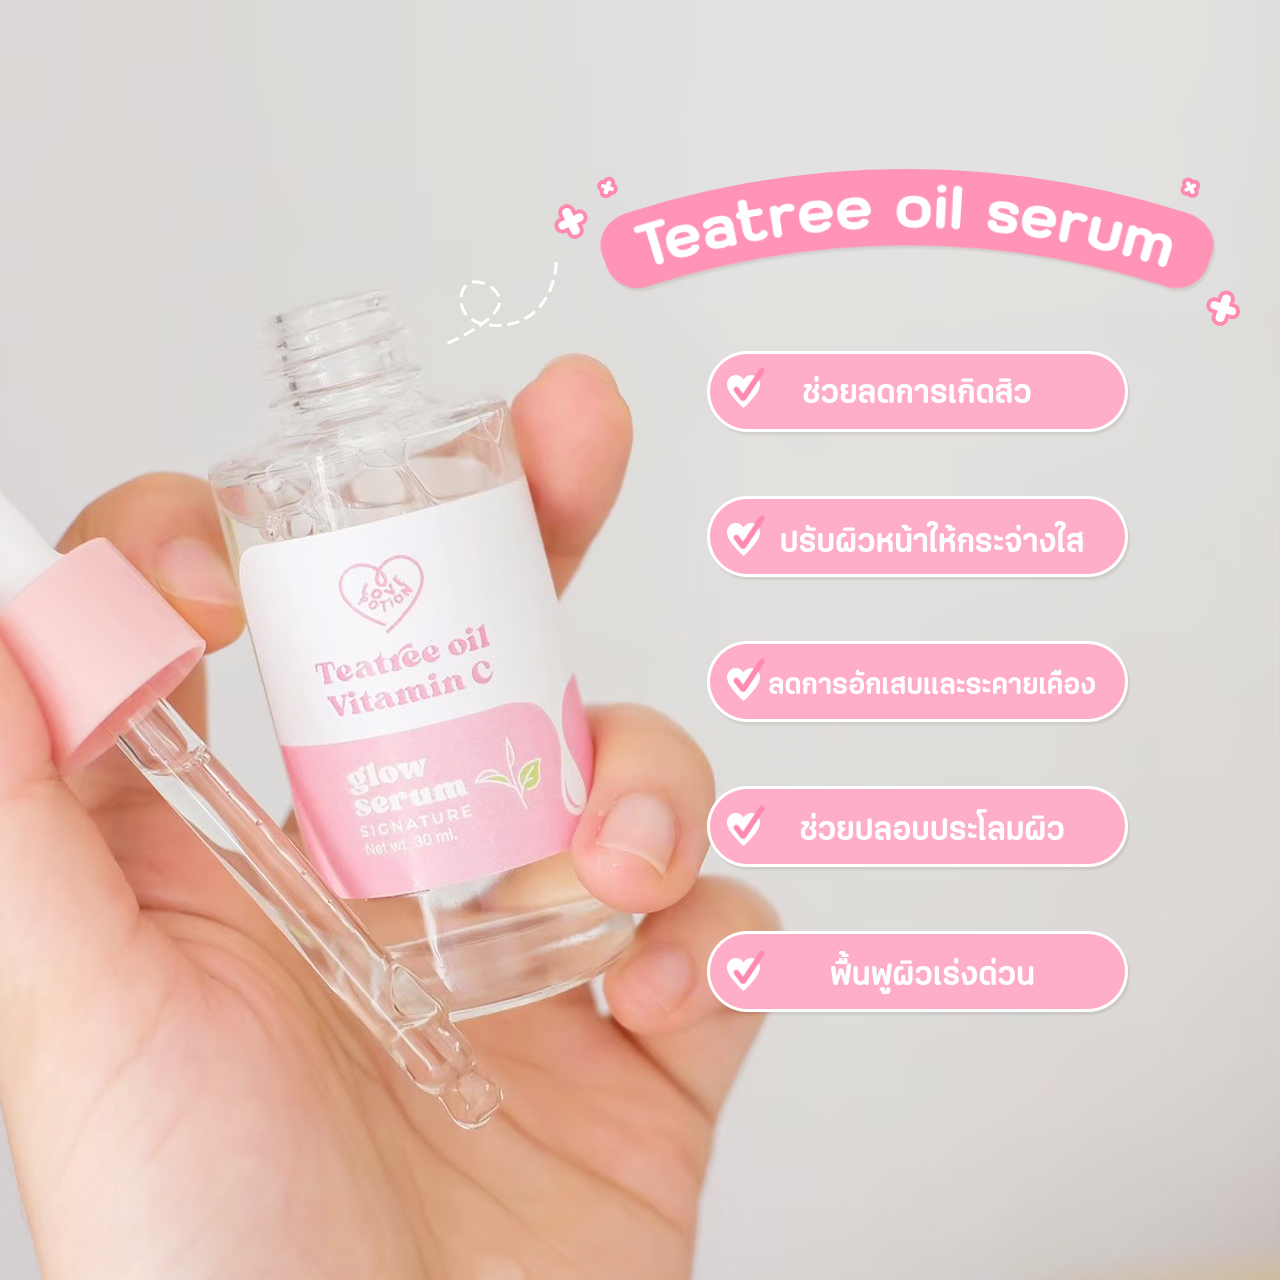 Teatree oil serum
ช่วยลดการเกิดสิว
ปรับผิวหน้าให้กระจ่างใส
ลดการอักเสบและระคายเคือง
ช่วยปลอบประโลมผิว
ฟื้นฟูผิวเร่งด่วน
LOVE
POTION
Teatree oil
Vitamin C
glow
serum
SIGNATURE
Net wt. 30 ml.